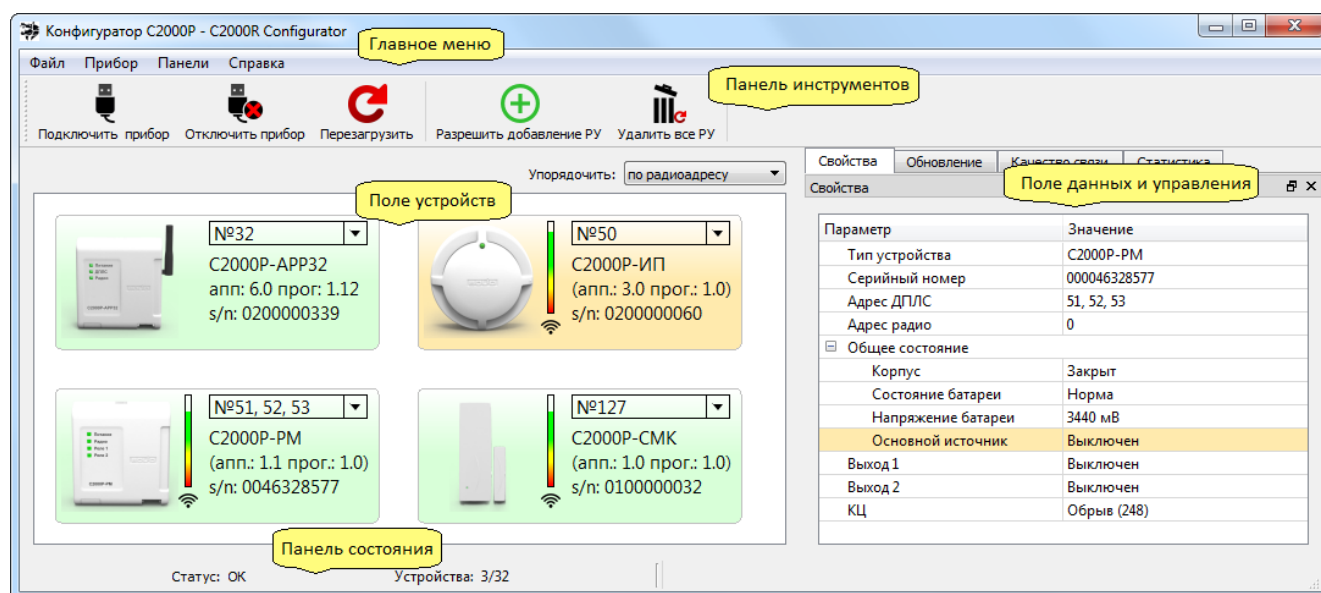 Конфигуратор С2000Р - C2000R Configurator
Главное меню
Файл Прибор Панели Справка
Панель инструментов
Подключить прибор Отключить прибор Перезагрузить Разрешить добавление РУ Удалить все РУ
Упорядочить: по радиоадресу
Свойства Обновление Качество связи Статистика
Поле данных и управления
Свойства
Поле устройств
№32
С2000Р-АРР32
апп: 6.0 прог: 1.12
s/n: 0200000339
№50
С2000Р-ИП
(апп.: 3.0 прог.: 1.0)
s/n: 0200000060
№51, 52, 53
С2000Р-РМ
(апп.: 1.1 прог.: 1.0)
s/n: 0046328577
№127
С2000Р-СМК
(апп.: 1.0 прог.: 1.0)
s/n: 0100000032
Параметр Значение
Тип устройства С2000Р-РМ
Серийный номер 000046328577
Адрес ДПЛС 51, 52, 53
Адрес радио 0
Общее состояние
Корпус Закрыт
Состояние батареи Норма
Напряжение батареи 3440 мВ
Основной источник Выключен
Выход 1 Выключен
Выход 2 Выключен
КЦ Обрыв (248)
Панель состояния
Статус: ОК Устройства: 3/32